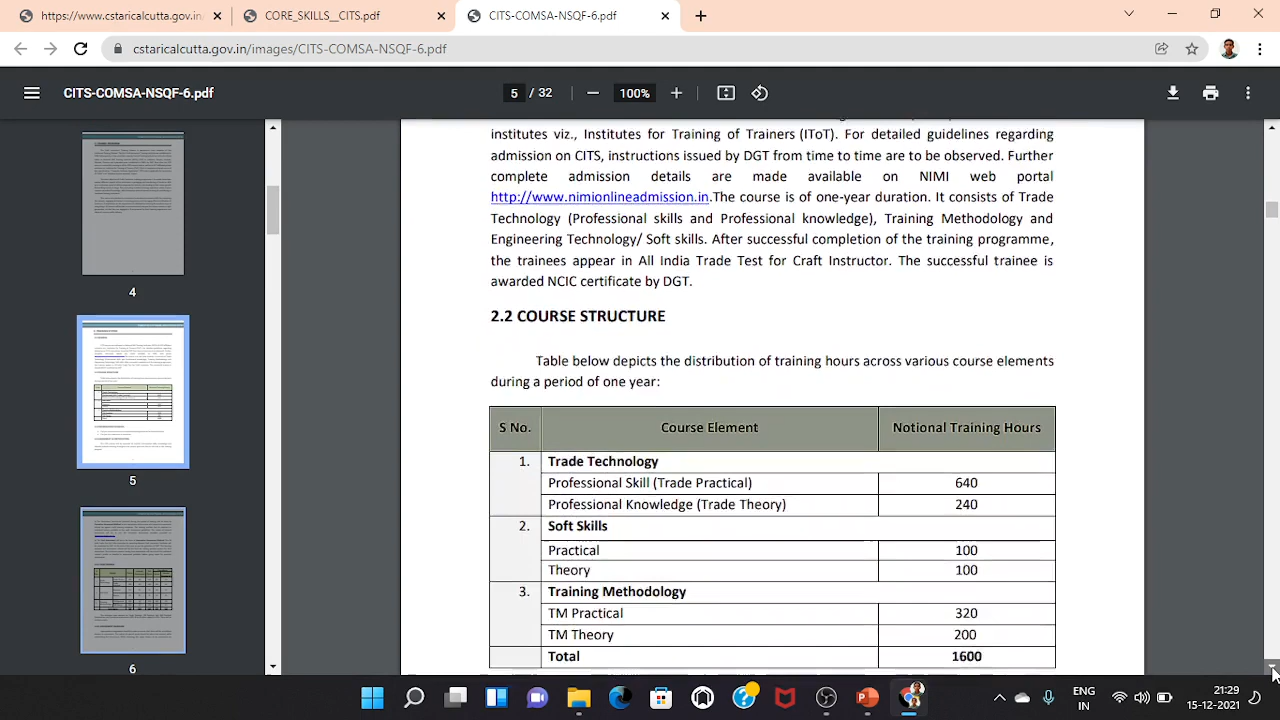 https://www.cstaricalcutta.gov.in/
CORE_SKILLS__CITS.pdf
CITS-COMSA-NSQF-6.pdf
cstaricalcutta.gov.in/images/CITS-COMSA-NSQF-6.pdf
CITS-COMSA-NSQF-6.pdf
5 / 32
100%
institutes viz., Institutes for Training of Trainers (IToT). For detailed guidelines regarding
admission on CITS, instructions issued by DGT from time to time are to be observed. Further
complete admission details are made available on NIMI web portal
http://www.nimionlineadmission.in.The course is of one-year duration. It consists of Trade
Technology (Professional skills and Professional knowledge), Training Methodology and
Engineering Technology/ Soft skills. After successful completion of the training programme,
the trainees appear in All India Trade Test for Craft Instructor. The successful trainee is
awarded NCIC certificate by DGT.
2.2 COURSE STRUCTURE
below depicts the distribution of training hours across various course elements
during a period of one year:
S No. Course Element Notional Training Hours
1. Trade Technology
Professional Skill (Trade Practical) 640
Professional Knowledge (Trade Theory) 240
2. Soft Skills
Practical 100
Theory 100
3. Training Methodology
TM Practical 320
TM Theory 200
Total 1600
4
5
6
ENG
IN
21:29
15-12-2021